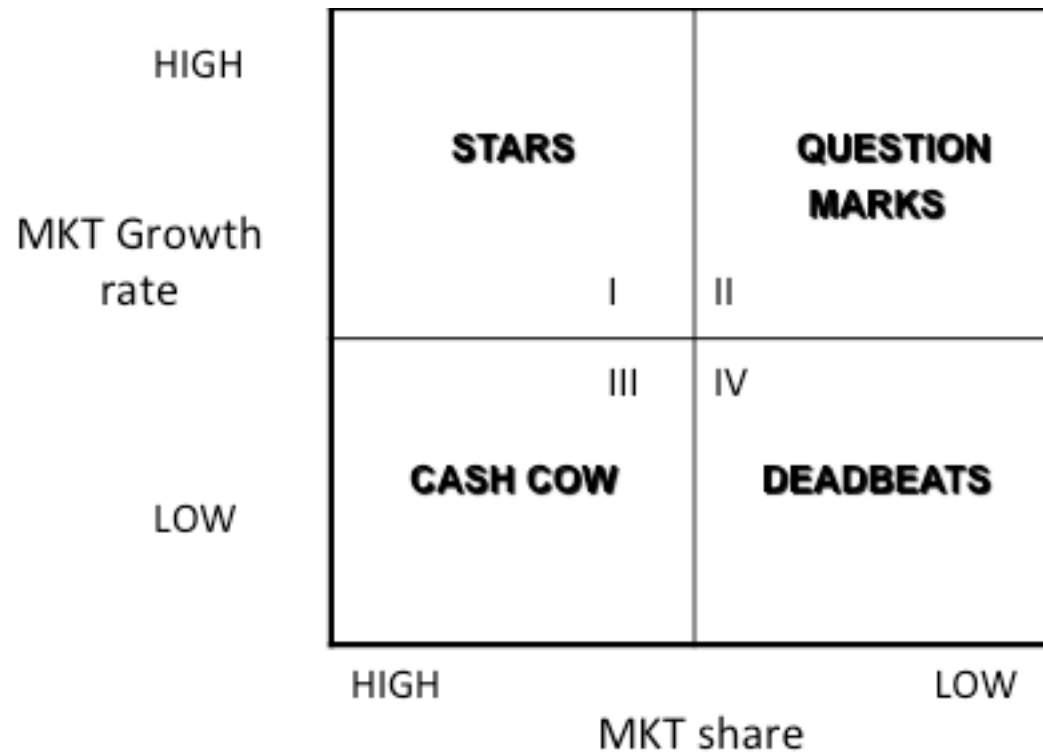 HIGH
STARS
QUESTION
MARKS
MKT Growth
rate
I
II
III
IV
CASH COW
DEADBEATS
LOW
HIGH
LOW
MKT share